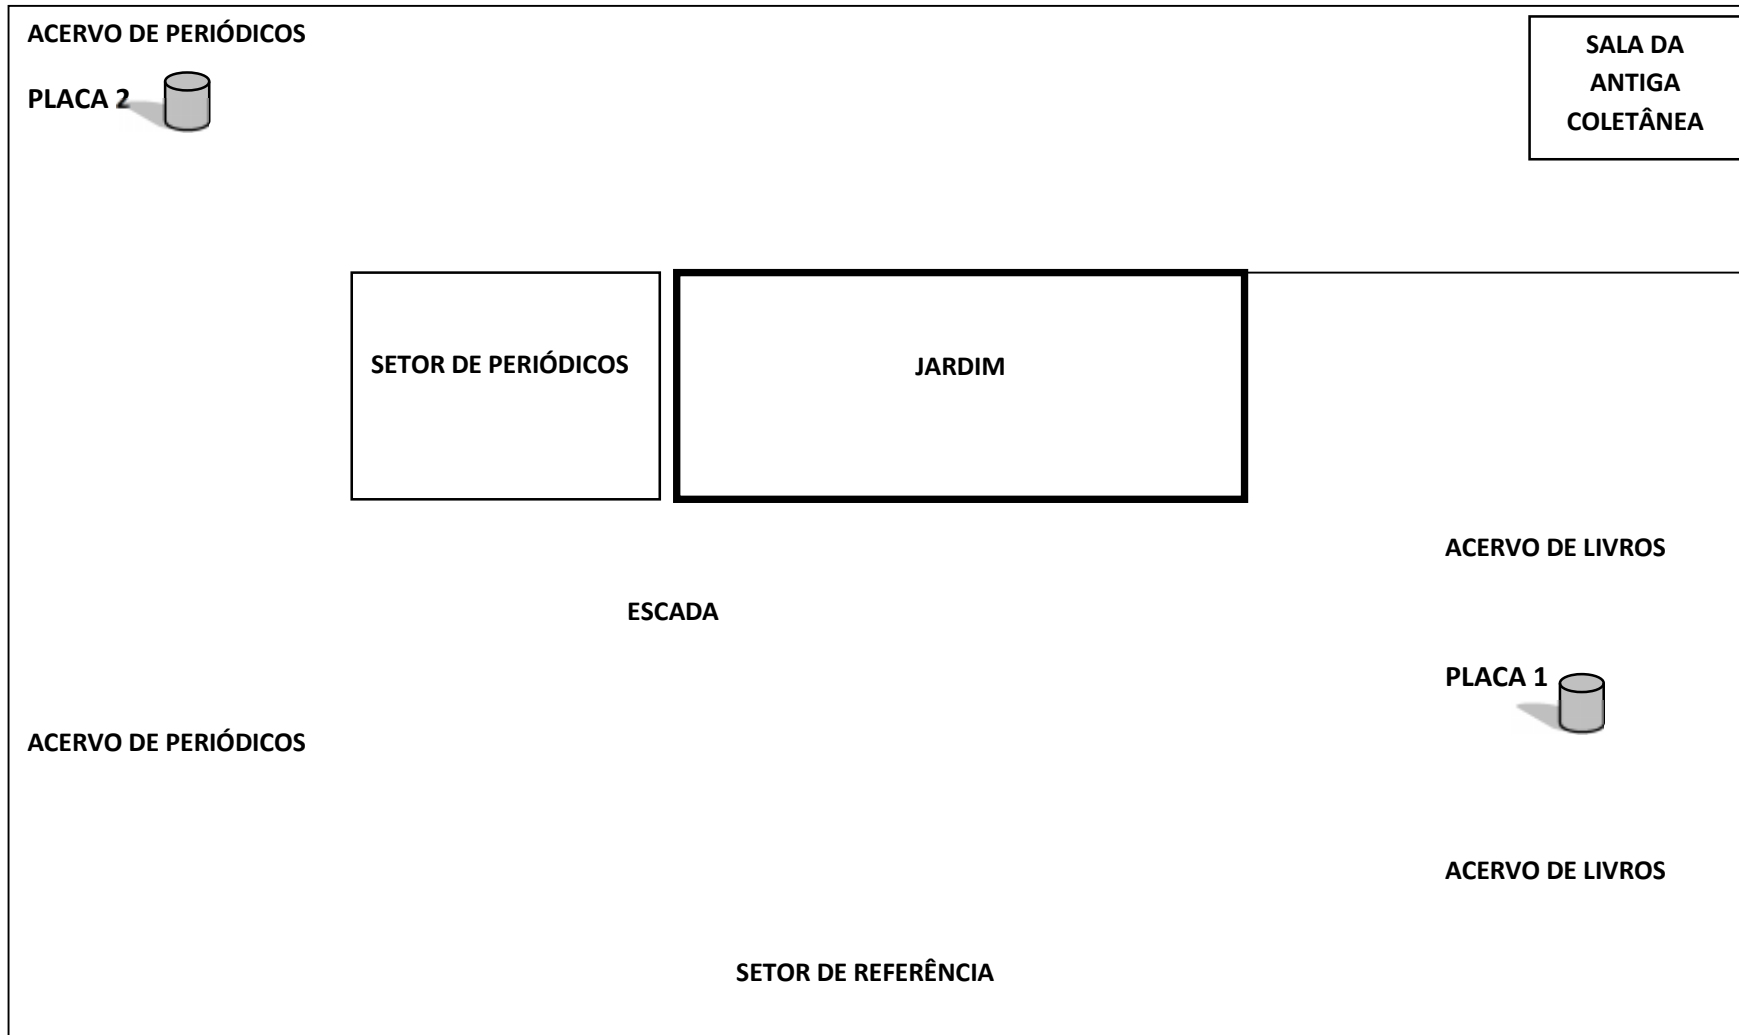 ACERVO DE PERIÓDICOS
SALA DA
ANTIGA
COLETÂNEA
PLACA 2
SETOR DE PERIÓDICOS
JARDIM
ACERVO DE LIVROS
ESCADA
PLACA 1
ACERVO DE PERIÓDICOS
ACERVO DE LIVROS
SETOR DE REFERÊNCIA